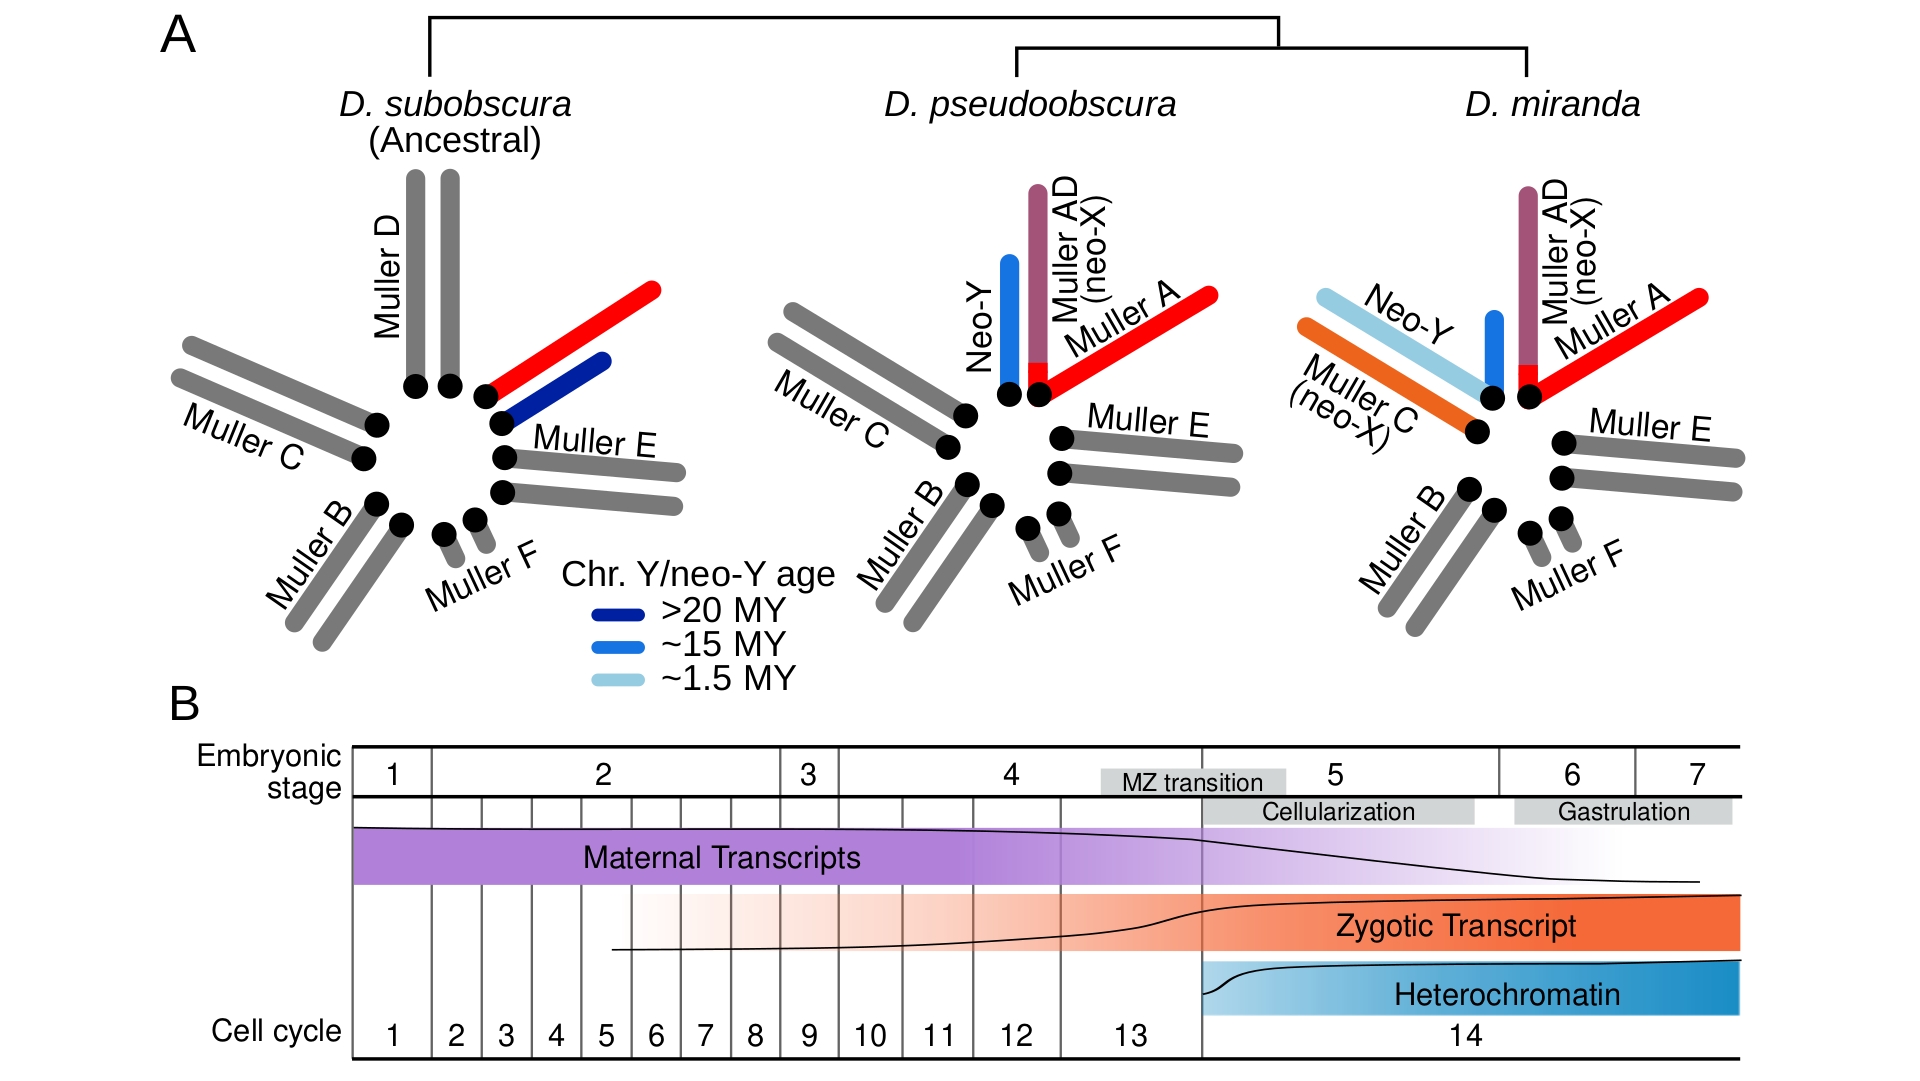 A
D. subobscura
(Ancestral)
D. pseudoobscura
D. miranda
Muller D
Muller C
Muller B
Muller F
Muller E
Neo-Y
Muller AD
(neo-X)
Muller A
Muller C
Muller E
Muller B
Muller F
Neo-Y
Muller AD
(neo-X)
Muller A
Muller C
(neo-X)
Muller E
Muller B
Muller F
Chr. Y/neo-Y age
>20 MY
~15 MY
~1.5 MY
B
Embryonic
stage
1 2 3 4 5 6 7
MZ transition
Cellularization
Gastrulation
Maternal Transcripts
Zygotic Transcript
Heterochromatin
Cell cycle
1 2 3 4 5 6 7 8 9 10 11 12 13 14